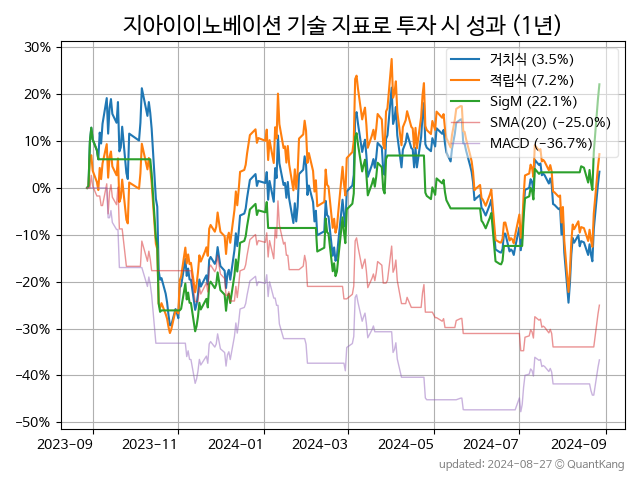 지아이이노베이션 기술 지표로 투자 시 성과 (1년)
30%
20%
10%
0%
−10%
−20%
−30%
−40%
−50%
거치식 (3.5%)
적립식 (7.2%)
SigM (22.1%)
SMA(20) (−25.0%)
MACD (−36.7%)
2023-09
2023-11
2024-01
2024-03
2024-05
2024-07
2024-09
updated: 2024-08-27 © QuantKang